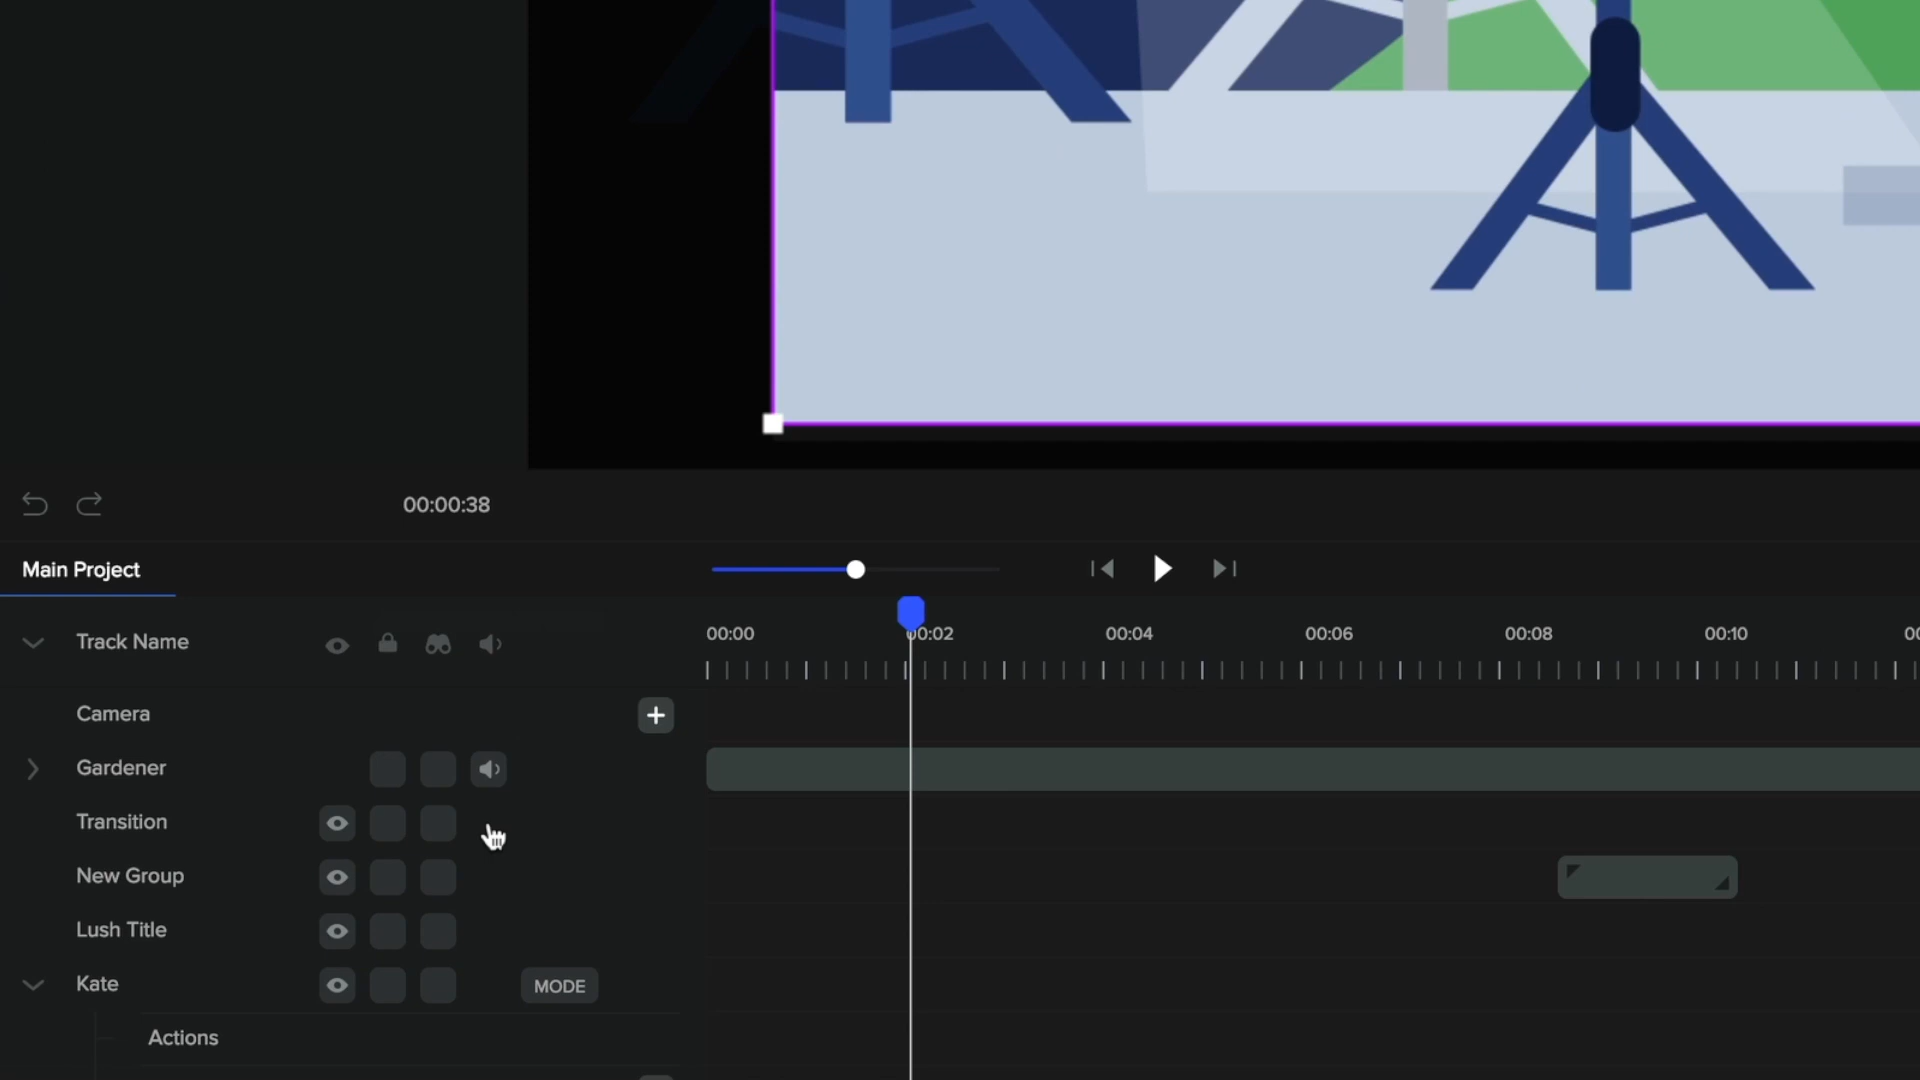 00:00:38
Main Project
Track Name
00:00 00:02 00:04 00:06 00:08 00:10
Camera
Gardener
Transition
New Group
Lush Title
Kate MODE
Actions